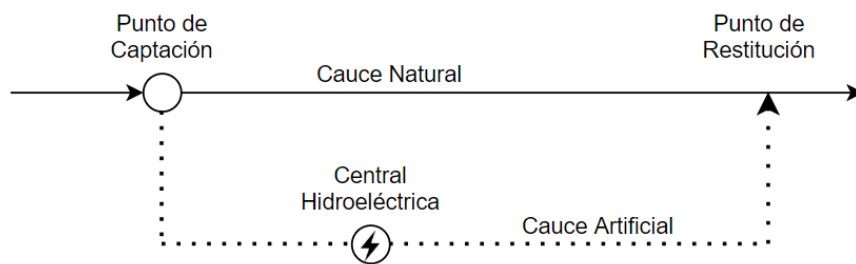 Punto de
Captación
Cauce Natural
Punto de
Restitución
Central
Hidroeléctrica
Cauce Artificial